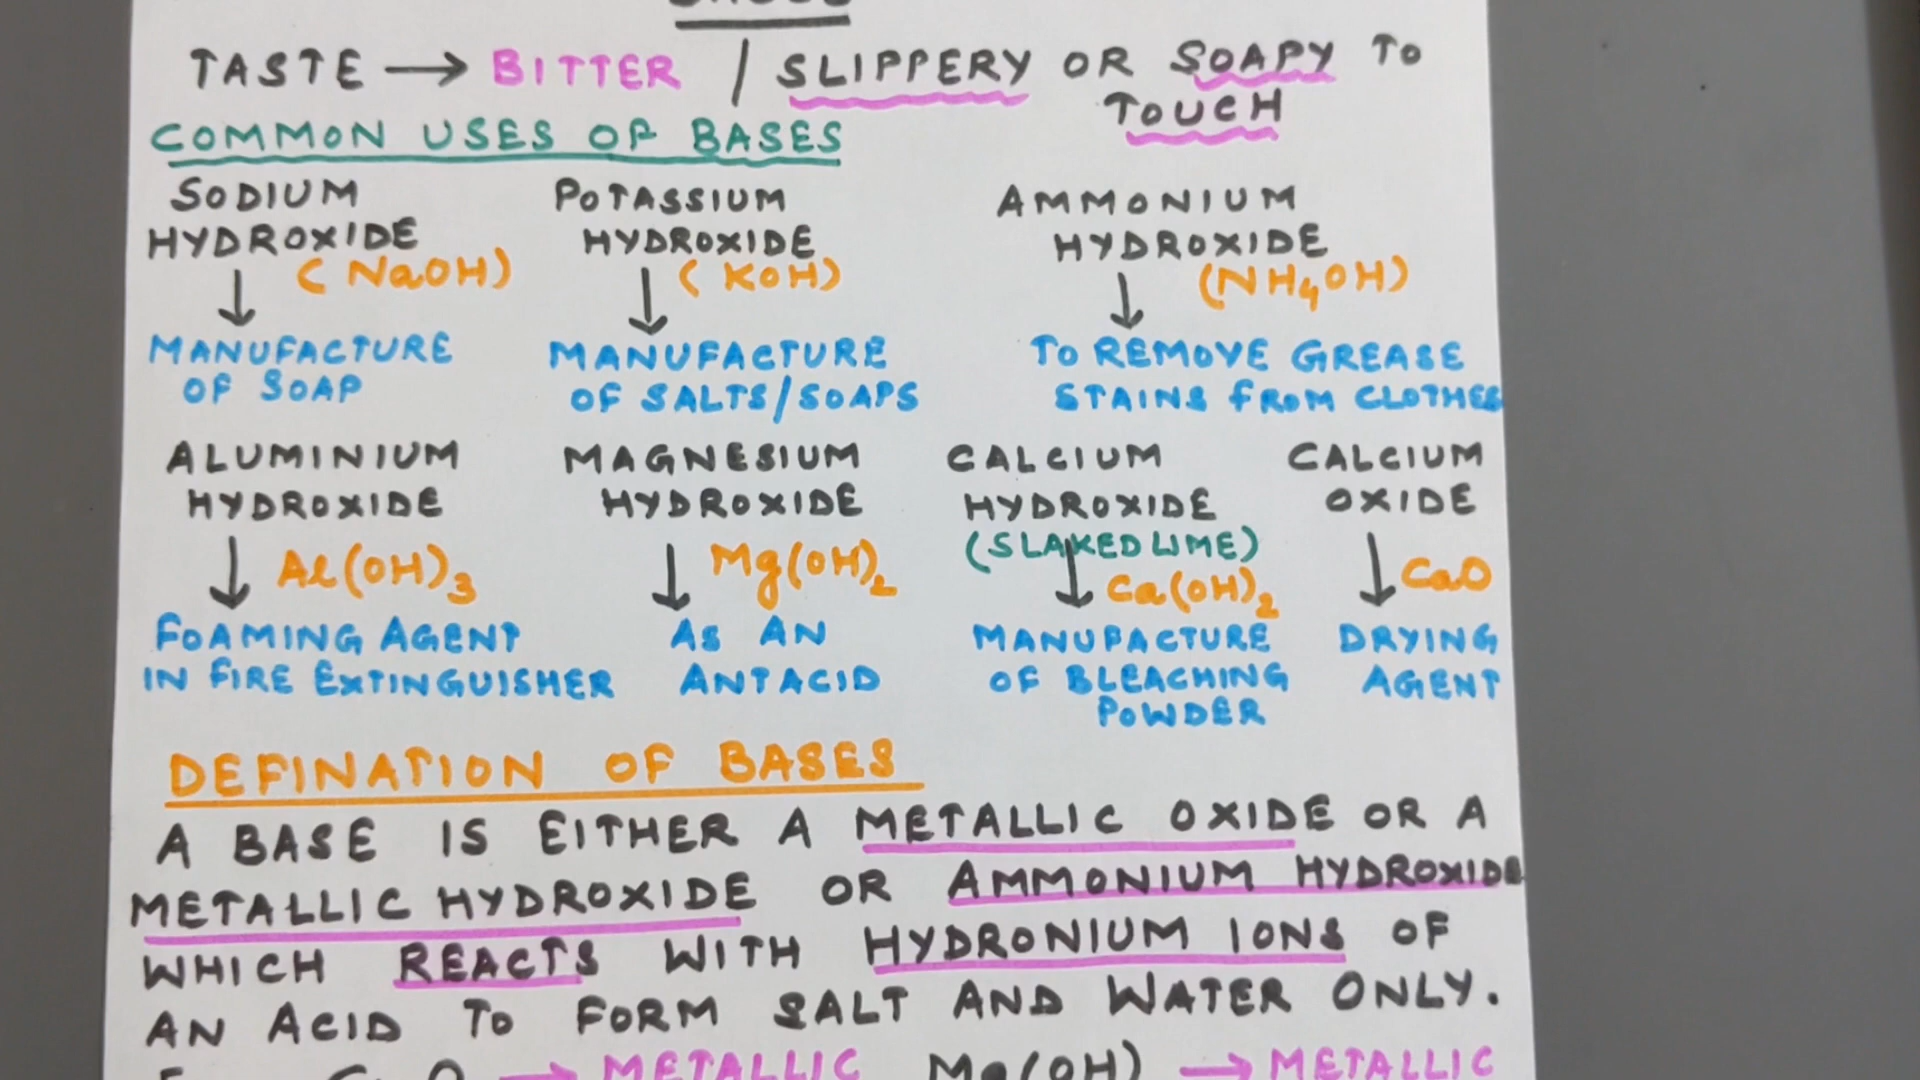 BASES
TASTE → BITTER / SLIPPERY OR SOAPY TO
TOUCH
COMMON USES OF BASES
SODIUM HYDROXIDE (NaOH)
↓
MANUFACTURE OF SOAP
POTASSIUM HYDROXIDE (KOH)
↓
MANUFACTURE OF SALTS/SOAPS
AMMONIUM HYDROXIDE (NH4OH)
↓
TO REMOVE GREASE STAINS FROM CLOTHES
ALUMINIUM HYDROXIDE
↓ Al(OH)3
FOAMING AGENT IN FIRE EXTINGUISHER
MAGNESIUM HYDROXIDE
↓ Mg(OH)2
AS AN ANTACID
CALCIUM HYDROXIDE
(SLAKED LIME)
↓ Ca(OH)2
MANUFACTURE OF BLEACHING POWDER
CALCIUM OXIDE
↓ CaO
DRYING AGENT
DEFINATION OF BASES
A BASE IS EITHER A METALLIC OXIDE OR A
METALLIC HYDROXIDE OR AMMONIUM HYDROXIDE
WHICH REACTS WITH HYDRONIUM IONS OF
AN ACID TO FORM SALT AND WATER ONLY.
→ METALLIC Mg(OH) → METALLIC